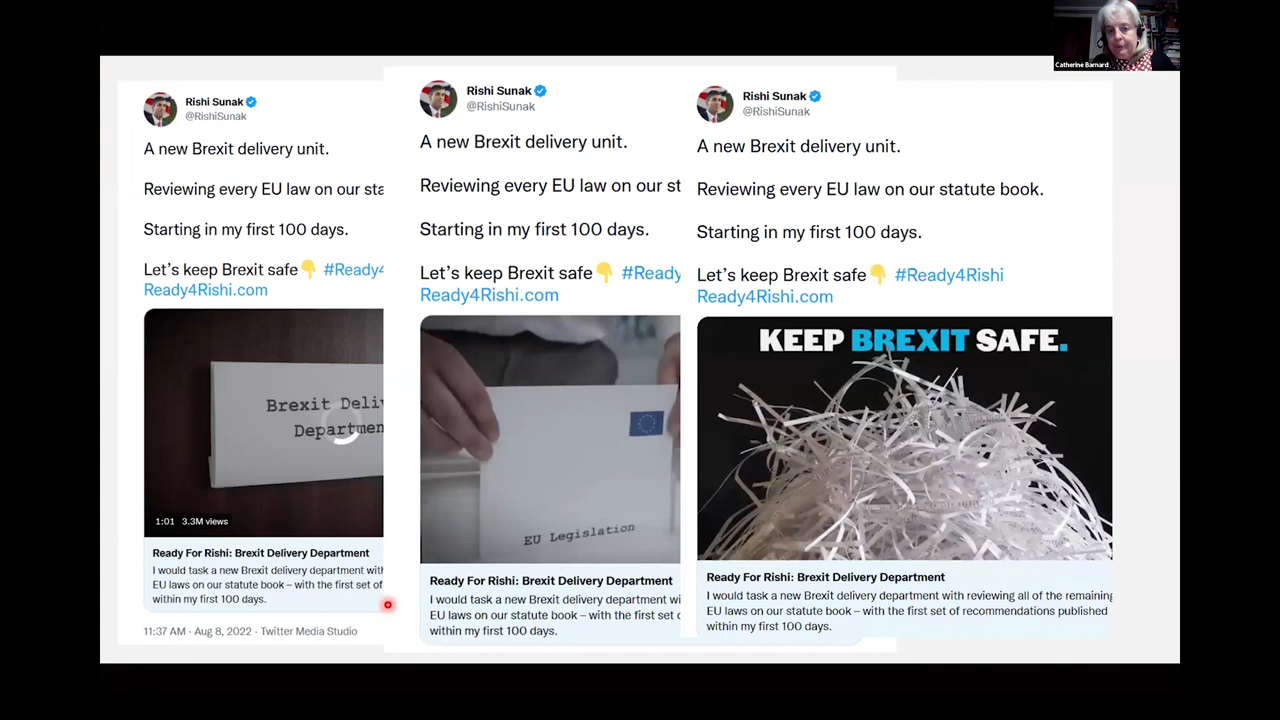 Catherine Barnard
Rishi Sunak
@RishiSunak
A new Brexit delivery unit.
Reviewing every EU law on our sta
Starting in my first 100 days.
Let's keep Brexit safe👇 #Ready4
Ready4Rishi.com
Brexit Deliv
Departmen
1:01 3.3M views
Ready For Rishi: Brexit Delivery Department
I would task a new Brexit delivery department with
EU laws on our statute book – with the first set of
within my first 100 days.
11:37 AM · Aug 8, 2022 · Twitter Media Studio
Rishi Sunak
@RishiSunak
A new Brexit delivery unit.
Reviewing every EU law on our st
Starting in my first 100 days.
Let's keep Brexit safe👇 #Ready
Ready4Rishi.com
EU Legislation
Ready For Rishi: Brexit Delivery Department
I would task a new Brexit delivery department wi
EU laws on our statute book – with the first set o
within my first 100 days.
Rishi Sunak
@RishiSunak
A new Brexit delivery unit.
Reviewing every EU law on our statute book.
Starting in my first 100 days.
Let's keep Brexit safe👇 #Ready4Rishi
Ready4Rishi.com
KEEP BREXIT SAFE.
Ready For Rishi: Brexit Delivery Department
I would task a new Brexit delivery department with reviewing all of the remaining
EU laws on our statute book – with the first set of recommendations published
within my first 100 days.